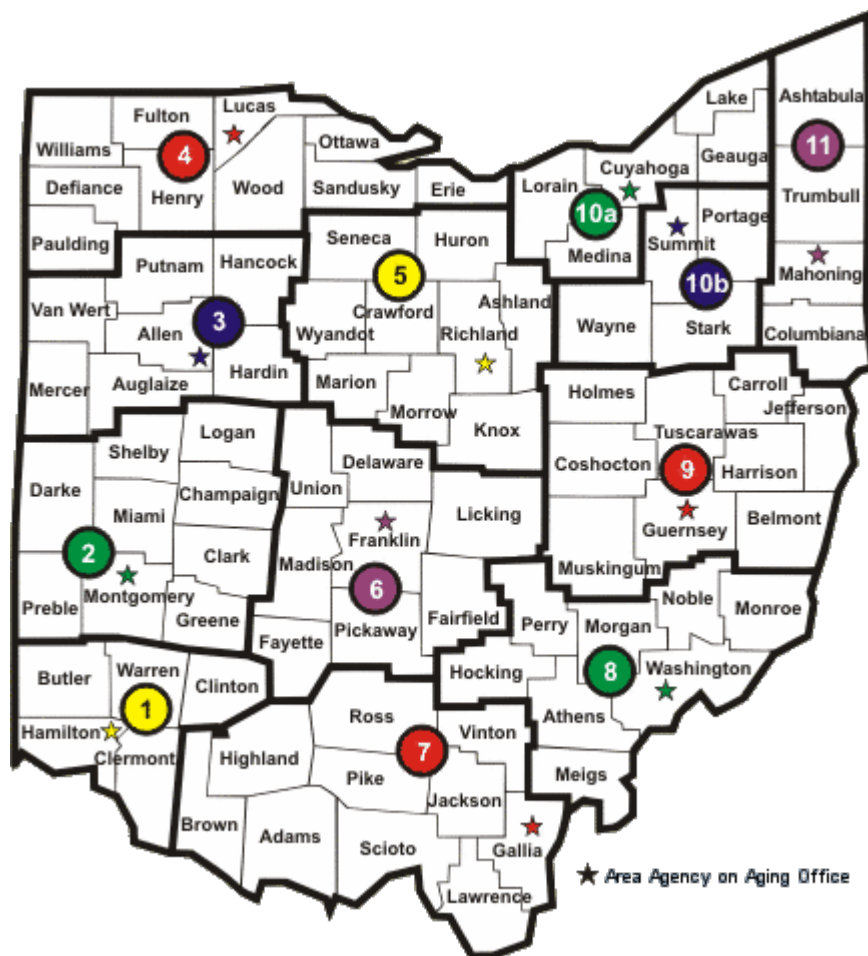 Lake
Ashtabula
Lucas
Fulton
11
Ottawa
4
Williams
Cuyahoga
Geauga
Defiance
Henry
Wood
Sandusky
Erie
Lorain
Trumbull
10a
Portage
Paulding
Seneca
Huron
Summit
Medina
Mahoning
Putnam
Hancock
5
10b
Ashland
Van Wert
3
Crawford
Allen
Wyandot
Richland
Wayne
Stark
Columbiana
Mercer
Auglaize
Hardin
Marion
Morrow
Holmes
Carroll
Jefferson
Knox
Logan
Tuscarawas
Shelby
Delaware
Coshocton
9
Harrison
Darke
Champaign
Union
Licking
Miami
Guernsey
Belmont
Franklin
2
Clark
Madison
Muskingum
6
Montgomery
Noble
Preble
Greene
Fairfield
Perry
Morgan
Monroe
Pickaway
Fayette
Warren
Hocking
8
Washington
Butler
Clinton
1
Ross
Athens
Hamilton
7
Vinton
Clermont
Highland
Pike
Meigs
Jackson
Brown
Adams
Scioto
Gallia
Area Agency on Aging Office
Lawrence